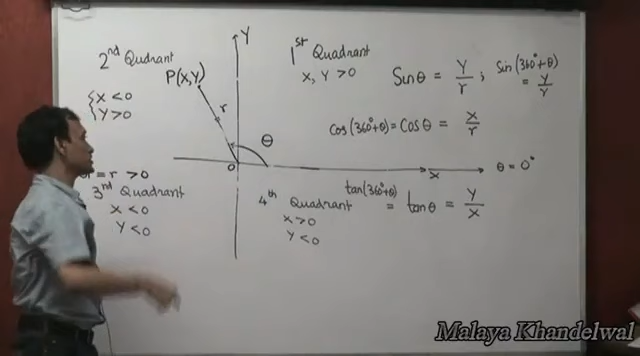 2nd Qudrant
P(X,Y)
{X<0
{Y>0
r
Y
1st Quadrant
X, Y >0
θ
O
X
θ = 0°
Sinθ = Y/r ; Sin(360°+θ) = Y/r
Cos(360°+θ) = Cosθ = X/r
tan(360°+θ) = tanθ = Y/X
= r >0
3rd Quadrant
X <0
Y <0
4th Quadrant
X>0
Y <0
Malaya Khandelwal